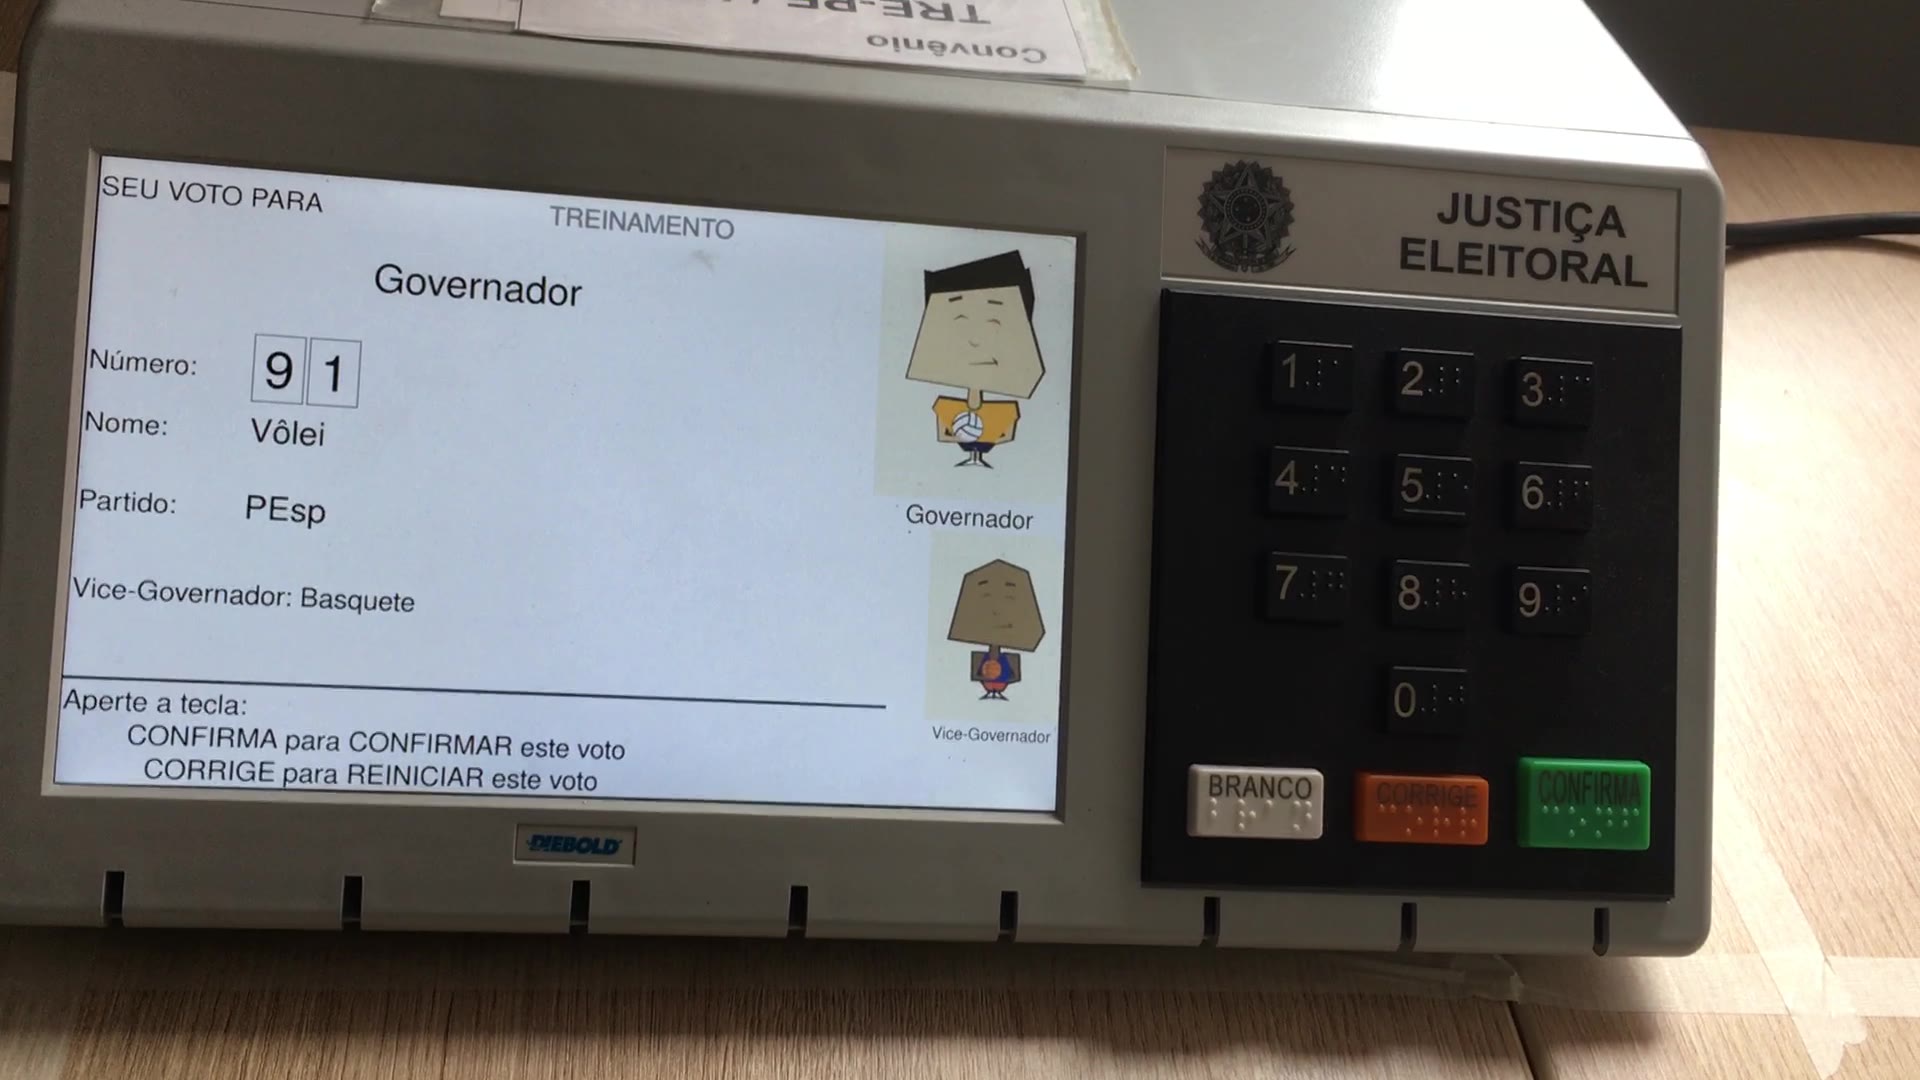 Convênio
TRE-PE /
SEU VOTO PARA
TREINAMENTO
Governador
Número: 9 1
Nome: Vôlei
Partido: PEsp
Vice-Governador: Basquete
Governador
Vice-Governador
Aperte a tecla:
CONFIRMA para CONFIRMAR este voto
CORRIGE para REINICIAR este voto
DIEBOLD
JUSTIÇA
ELEITORAL
1 2 3
4 5 6
7 8 9
0
BRANCO CORRIGE CONFIRMA